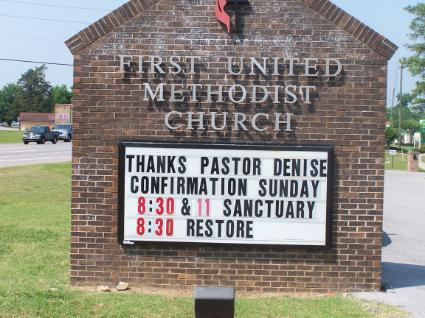 FIRST UNITED
METHODIST
CHURCH
THANKS PASTOR DENISE
CONFIRMATION SUNDAY
8:30 & 11 SANCTUARY
8:30 RESTORE